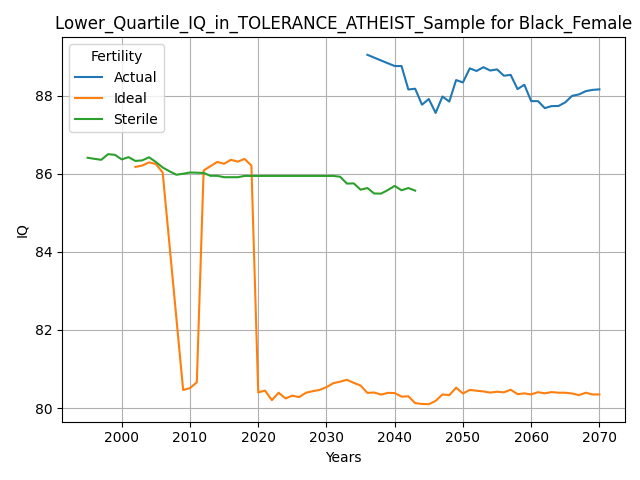 Lower_Quartile_IQ_in_TOLERANCE_ATHEIST_Sample for Black_Female
Fertility
Actual
Ideal
Sterile
88
86
84
82
80
IQ
2000 2010 2020 2030 2040 2050 2060 2070
Years